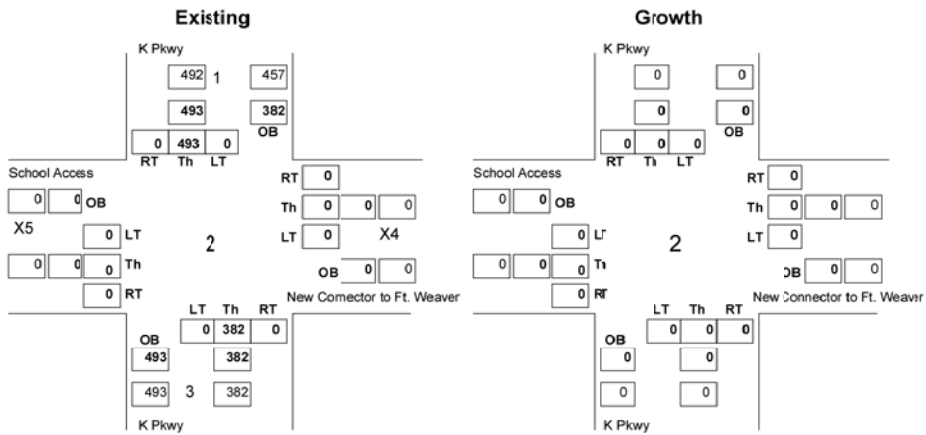 Existing
Growth
K Pkwy
492 1 457
493 382
OB
0 493 0
RT Th LT
School Access
0 0 OB
X5
0 LT
0 0 0 Th
0 RT
2
RT 0
Th 0 0 0
LT 0 X4
OB 0 0
New Connector to Ft. Weaver
LT Th RT
0 382 0
OB
493 382
493 3 382
K Pkwy
K Pkwy
0 0
0 0
OB
0 0 0
RT Th LT
School Access
0 0 OB
0 LT
0 0 0 Th
0 RT
2
RT 0
Th 0 0 0
LT 0
OB 0 0
New Connector to Ft. Weaver
LT Th RT
0 0 0
OB
0 0
0 0
K Pkwy